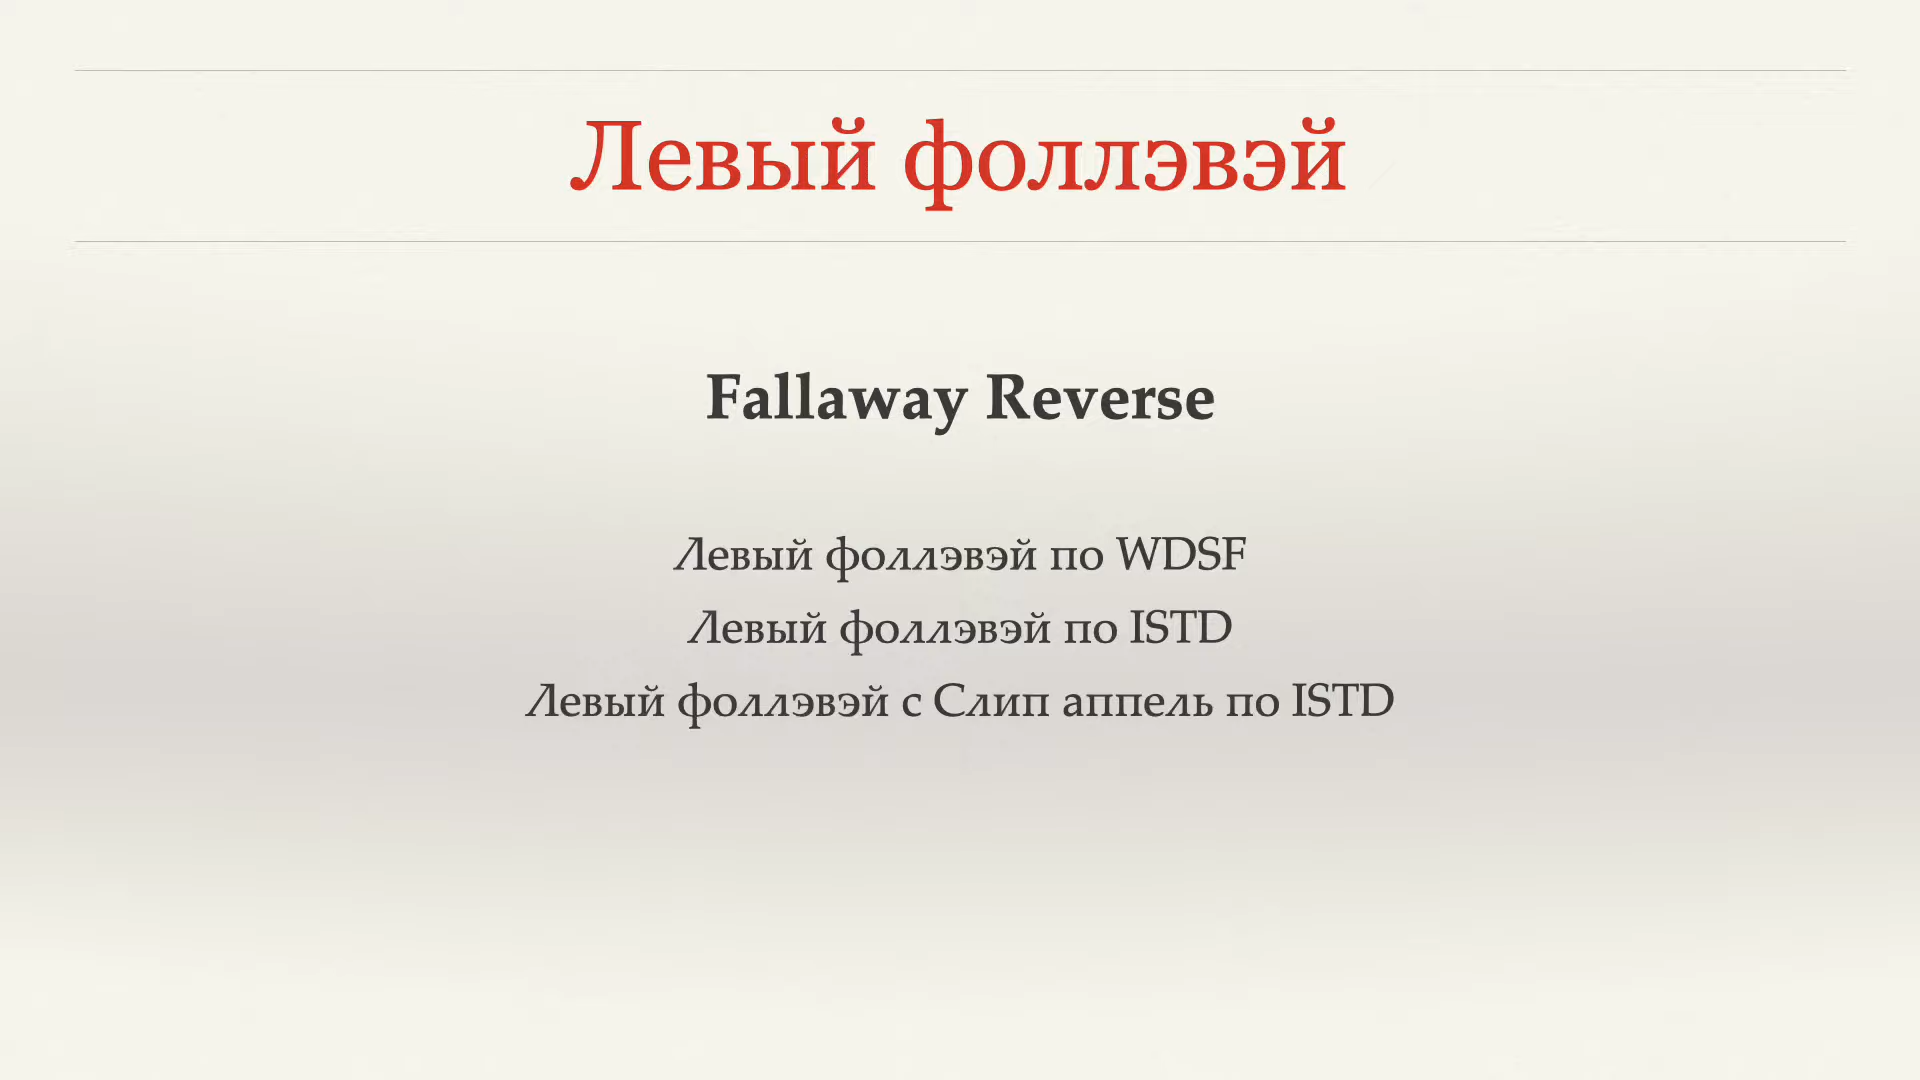 Левый фоллэвэй
Fallaway Reverse
Левый фоллэвэй по WDSF
Левый фоллэвэй по ISTD
Левый фоллэвэй с Слип аппель по ISTD